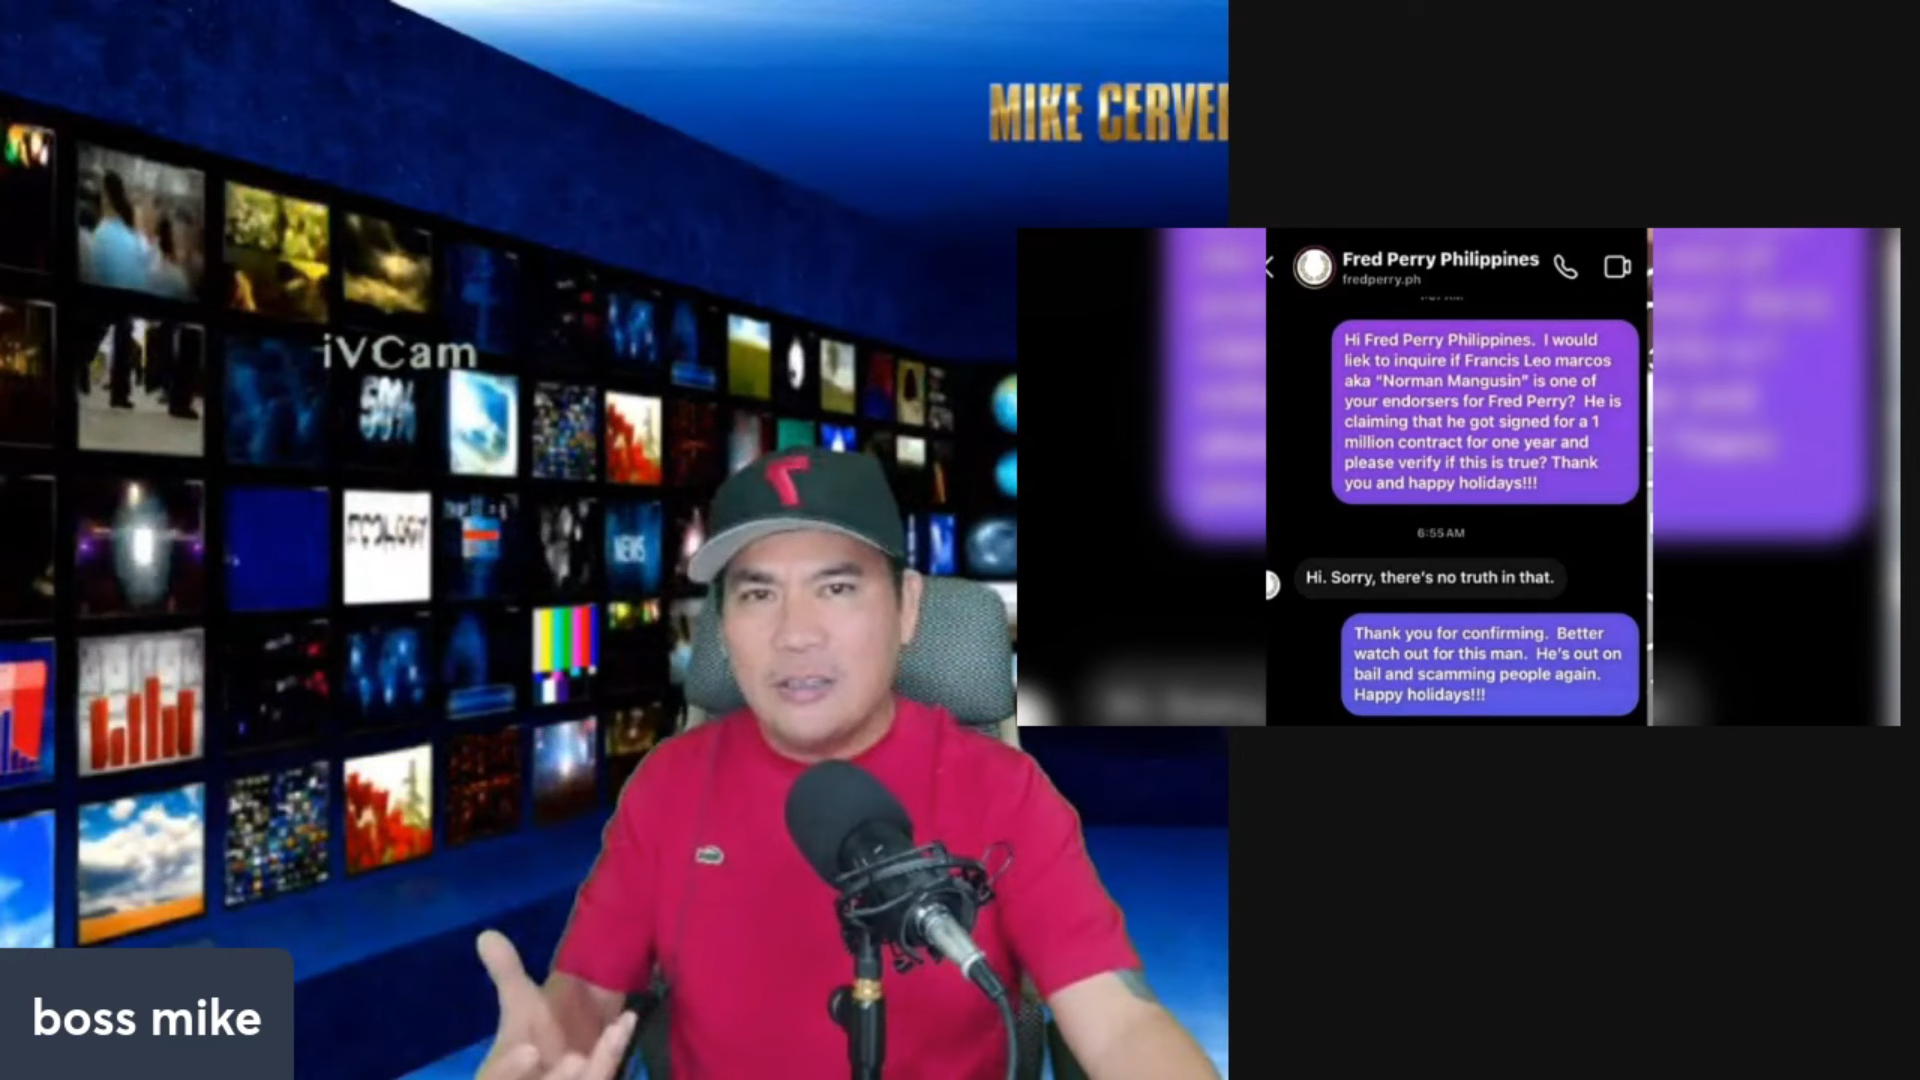 MIKE CERVE
iVCam
50%
ECOLOGY
NEWS
Fred Perry Philippines
fredperry.ph
Hi Fred Perry Philippines. I would
liek to inquire if Francis Leo marcos
aka “Norman Mangusin” is one of
your endorsers for Fred Perry? He is
claiming that he got signed for a 1
million contract for one year and
please verify if this is true? Thank
you and happy holidays!!!
6:55 AM
Hi. Sorry, there's no truth in that.
Thank you for confirming. Better
watch out for this man. He's out on
bail and scamming people again.
Happy holidays!!!
boss mike